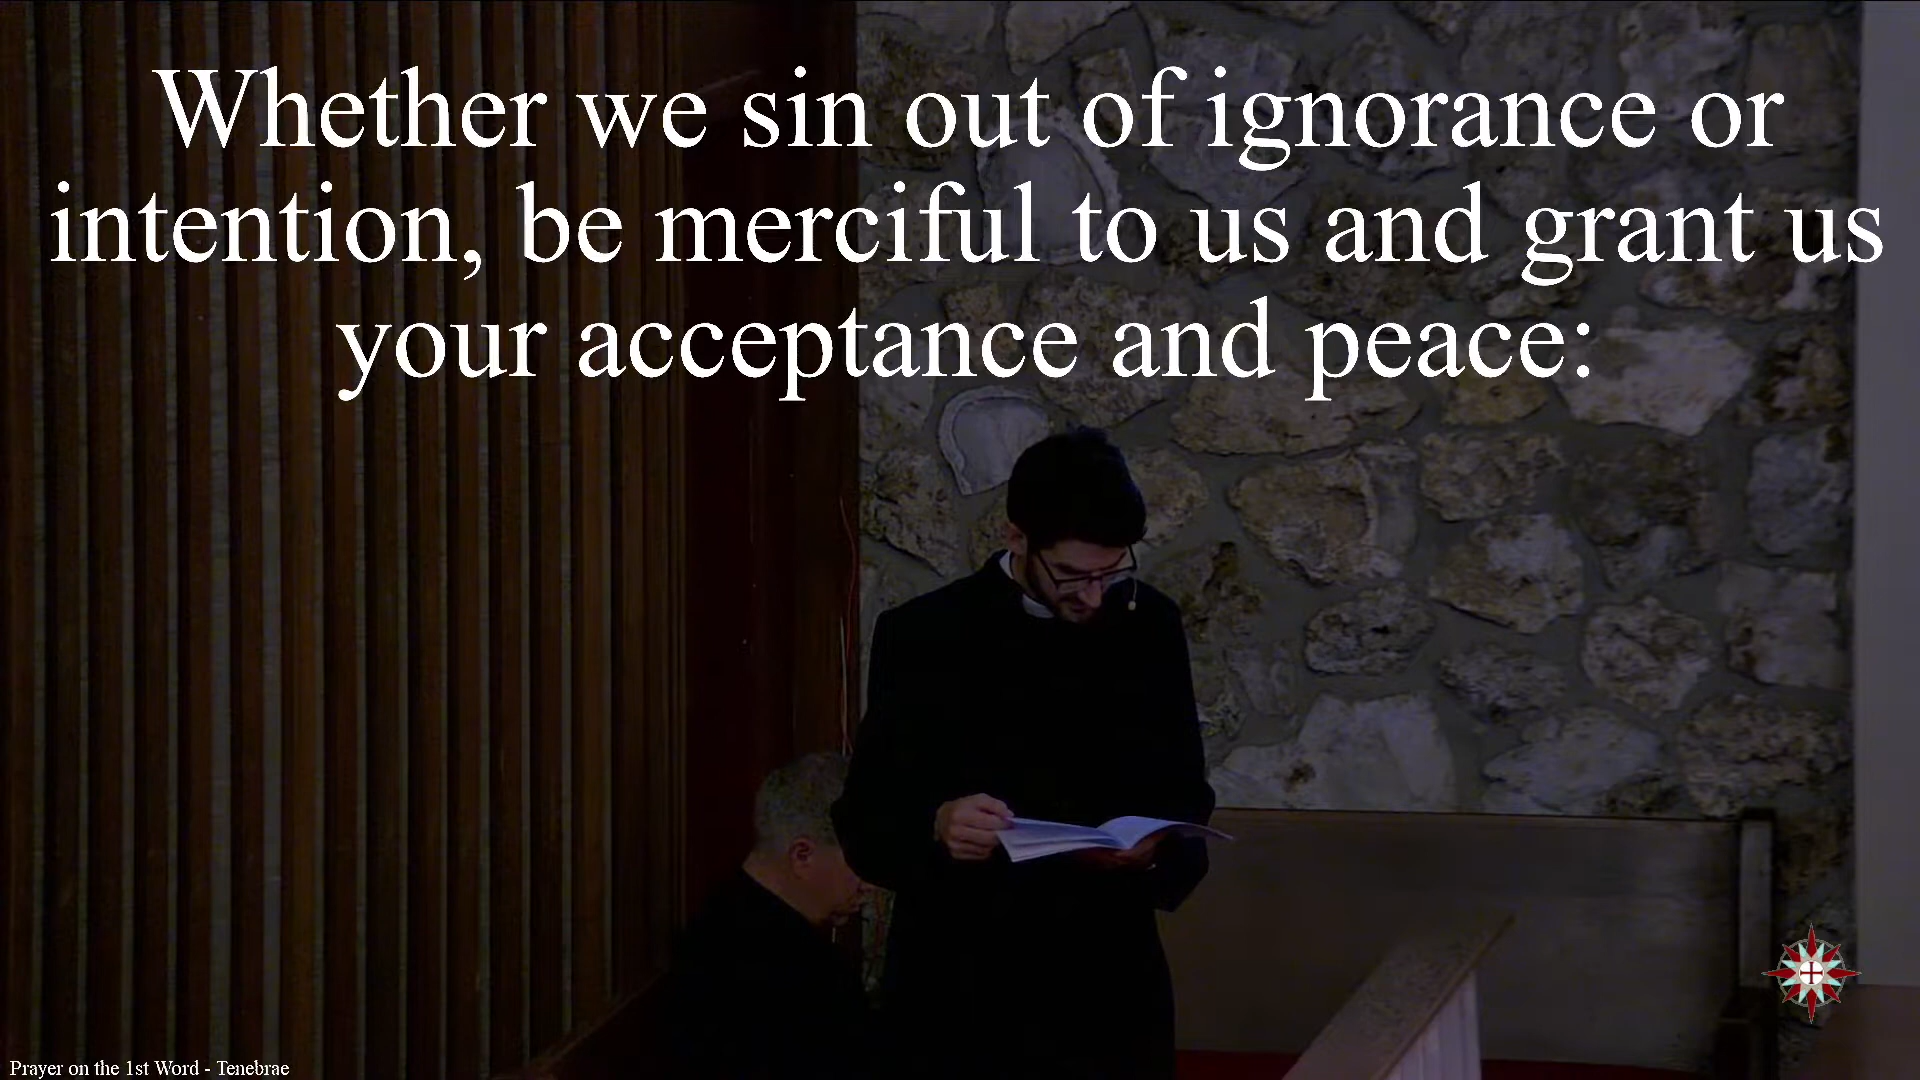 Whether we sin out of ignorance or
intention, be merciful to us and grant us
your acceptance and peace:
Prayer on the 1st Word - Tenebrae